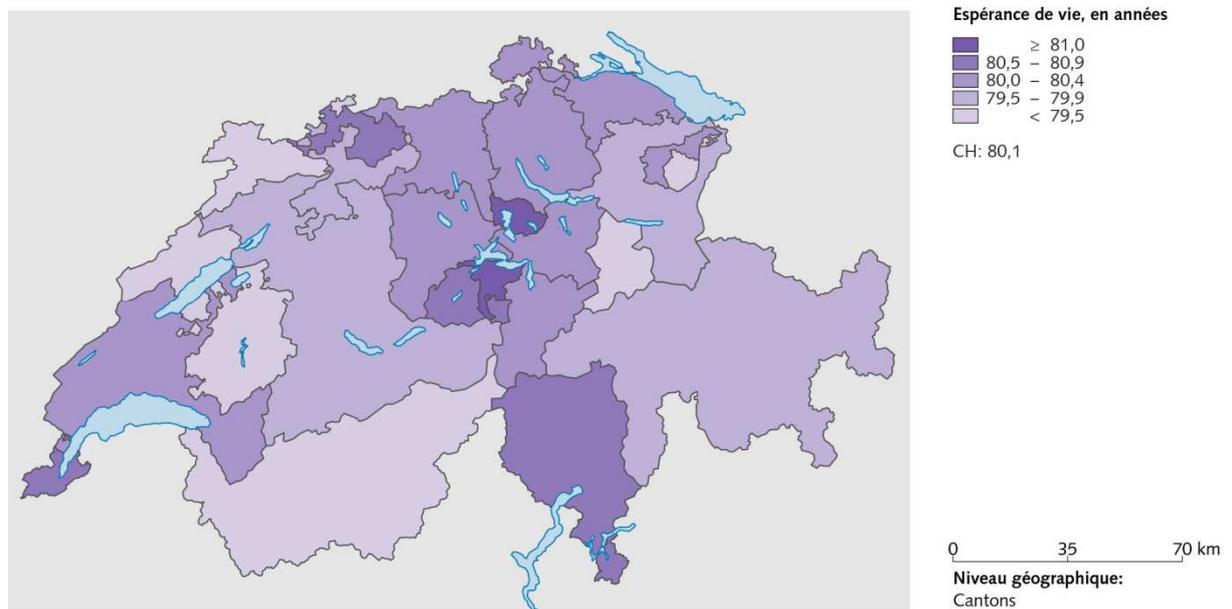 Espérance de vie, en années
≥ 81,0
80,5 – 80,9
80,0 – 80,4
79,5 – 79,9
< 79,5
CH: 80,1
0 35 70 km
Niveau géographique:
Cantons